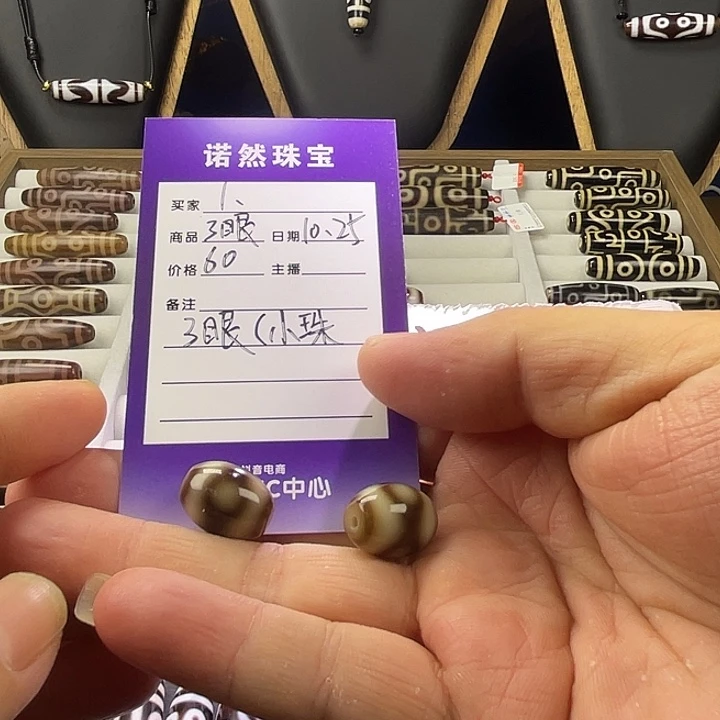 诺然珠宝
买家 1、
商品 3眼 日期 10.25
价格 60 主播
备注
3眼(小珠
抖音电商
C中心